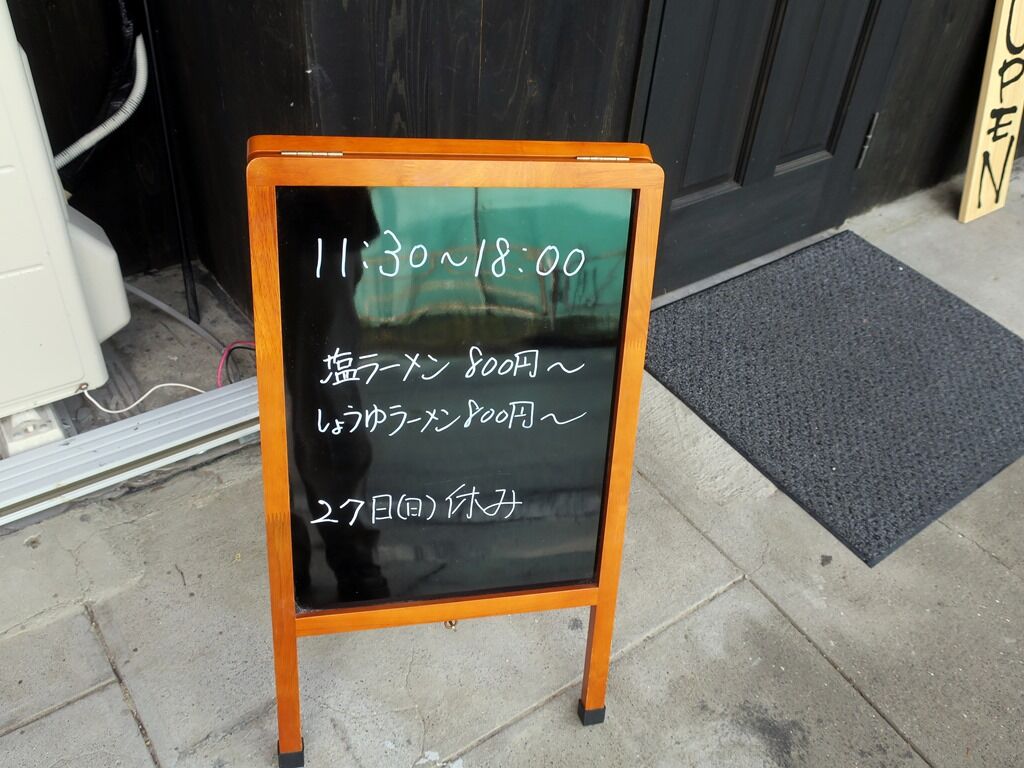 11:30〜18:00
塩ラーメン 800円〜
しょうゆラーメン 800円〜
27日(日) 休み
OPEN